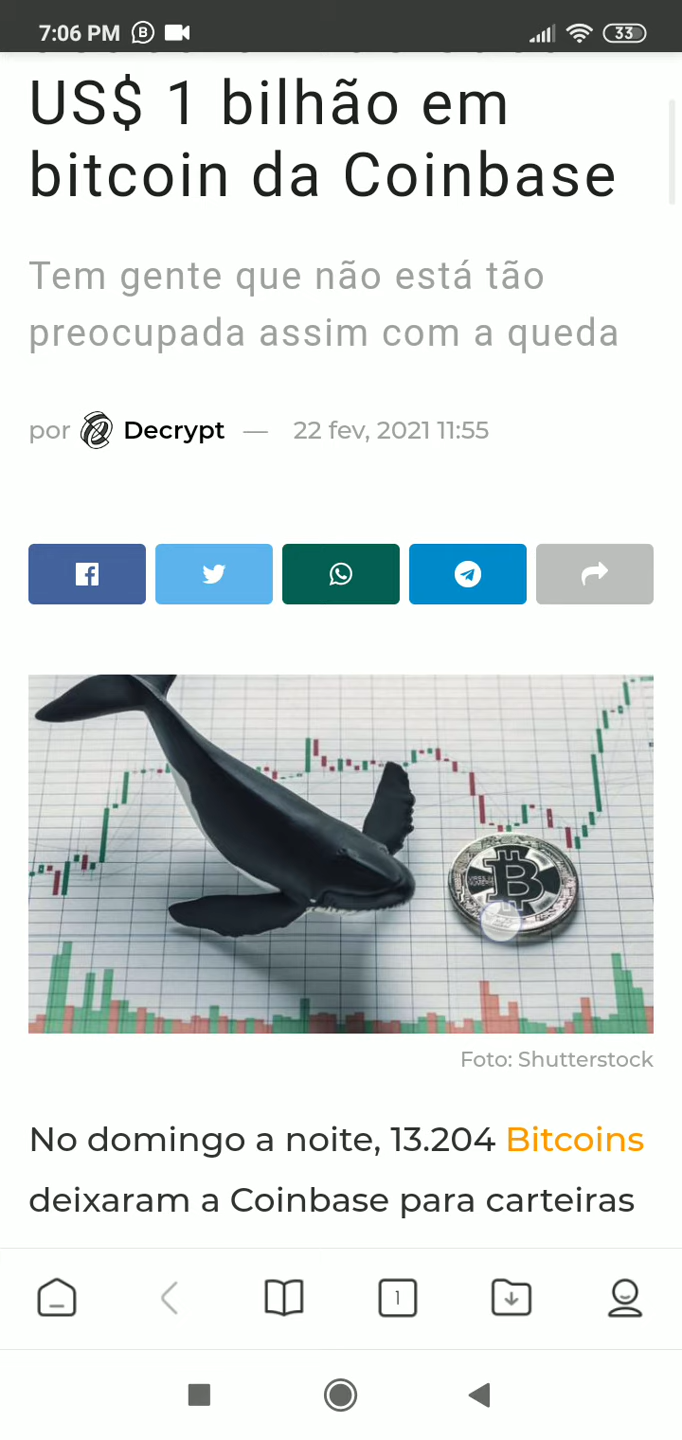 7:06 PM
33
US$ 1 bilhão em
bitcoin da Coinbase
Tem gente que não está tão
preocupada assim com a queda
por Decrypt — 22 fev, 2021 11:55
B
Foto: Shutterstock
No domingo a noite, 13.204 Bitcoins
deixaram a Coinbase para carteiras
1